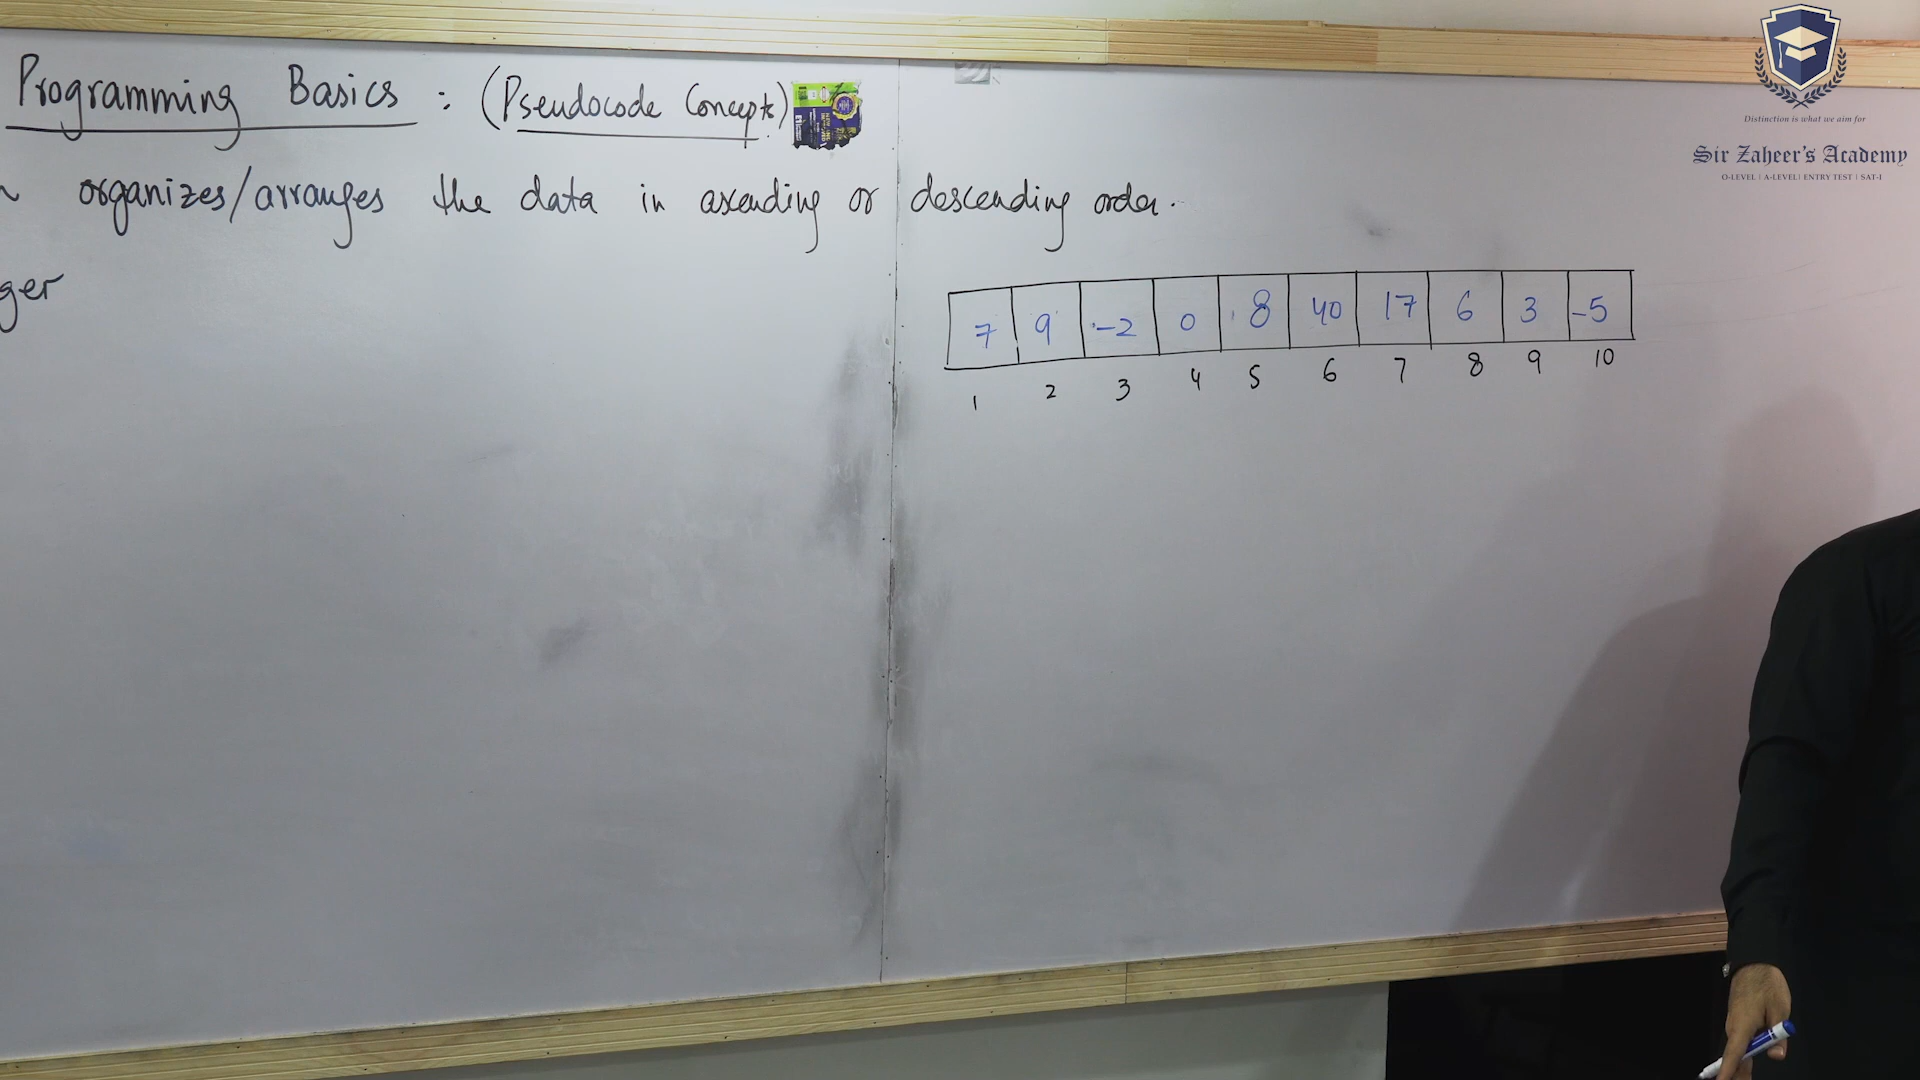 Programming Basics : (Pseudocode Concepts)
organizes/arranges the data in ascending or descending order.
ger
7 9 -2 0 8 40 17 6 3 -5
1 2 3 4 5 6 7 8 9 10
Distinction is what we aim for
Sir Zaheer's Academy
O-LEVEL | A-LEVEL | ENTRY TEST | SAT-I